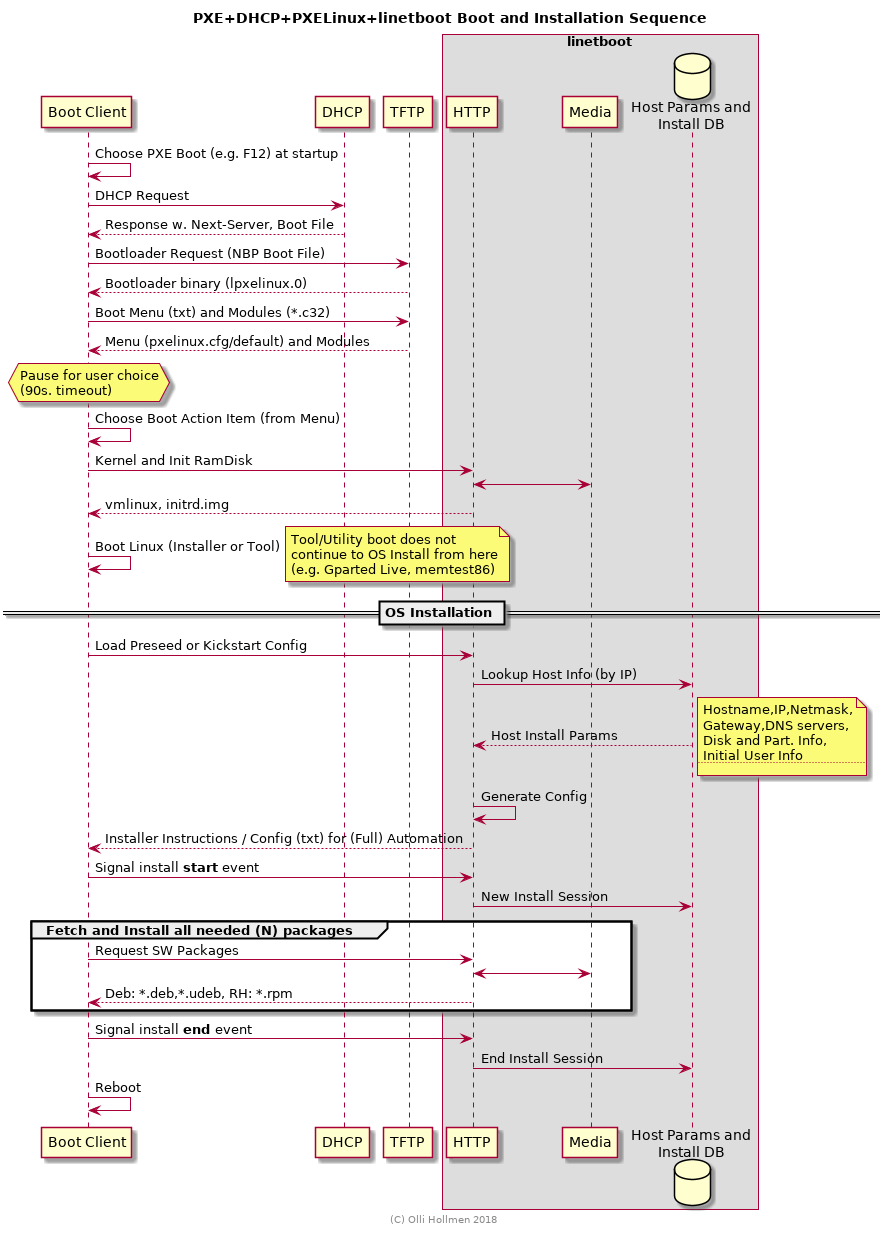 PXE+DHCP+PXELinux+linetboot Boot and Installation Sequence
linetboot
Boot Client
DHCP
TFTP
HTTP
Media
Host Params and
Install DB
Choose PXE Boot (e.g. F12) at startup
DHCP Request
Response w. Next-Server, Boot File
Bootloader Request (NBP Boot File)
Bootloader binary (lpxelinux.0)
Boot Menu (txt) and Modules (*.c32)
Menu (pxelinux.cfg/default) and Modules
Pause for user choice
(90s. timeout)
Choose Boot Action Item (from Menu)
Kernel and Init RamDisk
vmlinux, initrd.img
Boot Linux (Installer or Tool)
Tool/Utility boot does not
continue to OS Install from here
(e.g. Gparted Live, memtest86)
OS Installation
Load Preseed or Kickstart Config
Lookup Host Info (by IP)
Hostname,IP,Netmask,
Gateway,DNS servers,
Disk and Part. Info,
Initial User Info
Host Install Params
Generate Config
Installer Instructions / Config (txt) for (Full) Automation
Signal install start event
New Install Session
Fetch and Install all needed (N) packages
Request SW Packages
Deb: *.deb,*.udeb, RH: *.rpm
Signal install end event
End Install Session
Reboot
Boot Client
DHCP
TFTP
HTTP
Media
Host Params and
Install DB
(C) Olli Hollmen 2018